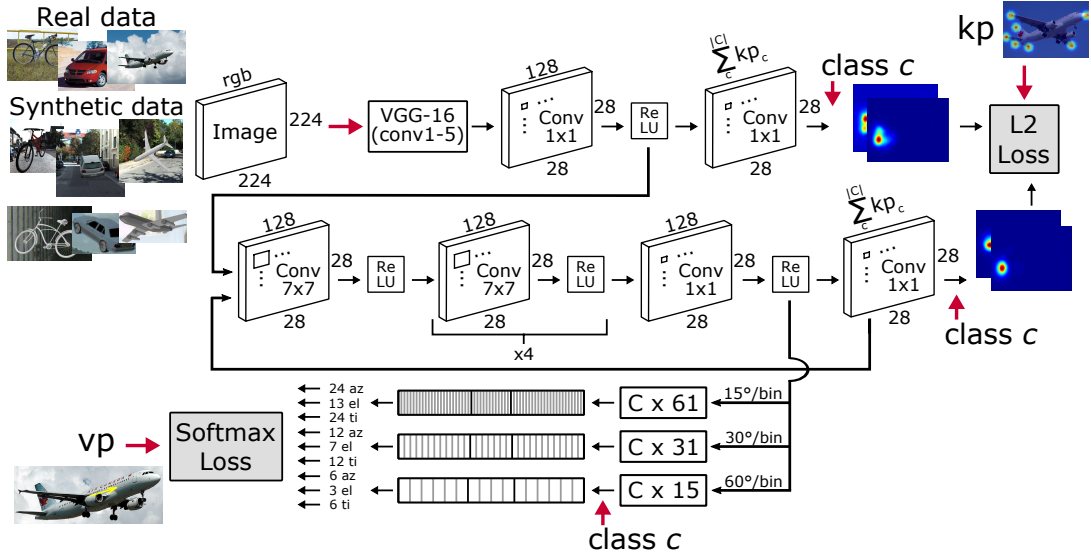 Real data
Synthetic data
rgb
Image
224
224
VGG-16
(conv1-5)
128
Conv
1x1
28
28
Re
LU
|C|
∑ kp c
c
Conv
1x1
28
28
class c
kp
L2
Loss
128
Conv
7x7
28
28
Re
LU
128
Conv
7x7
28
28
Re
LU
x4
128
Conv
1x1
28
28
Re
LU
|C|
∑ kp c
c
Conv
1x1
28
28
class c
vp
Softmax
Loss
24 az
13 el
24 ti
12 az
7 el
12 ti
6 az
3 el
6 ti
C x 61
15°/bin
C x 31
30°/bin
C x 15
60°/bin
class c